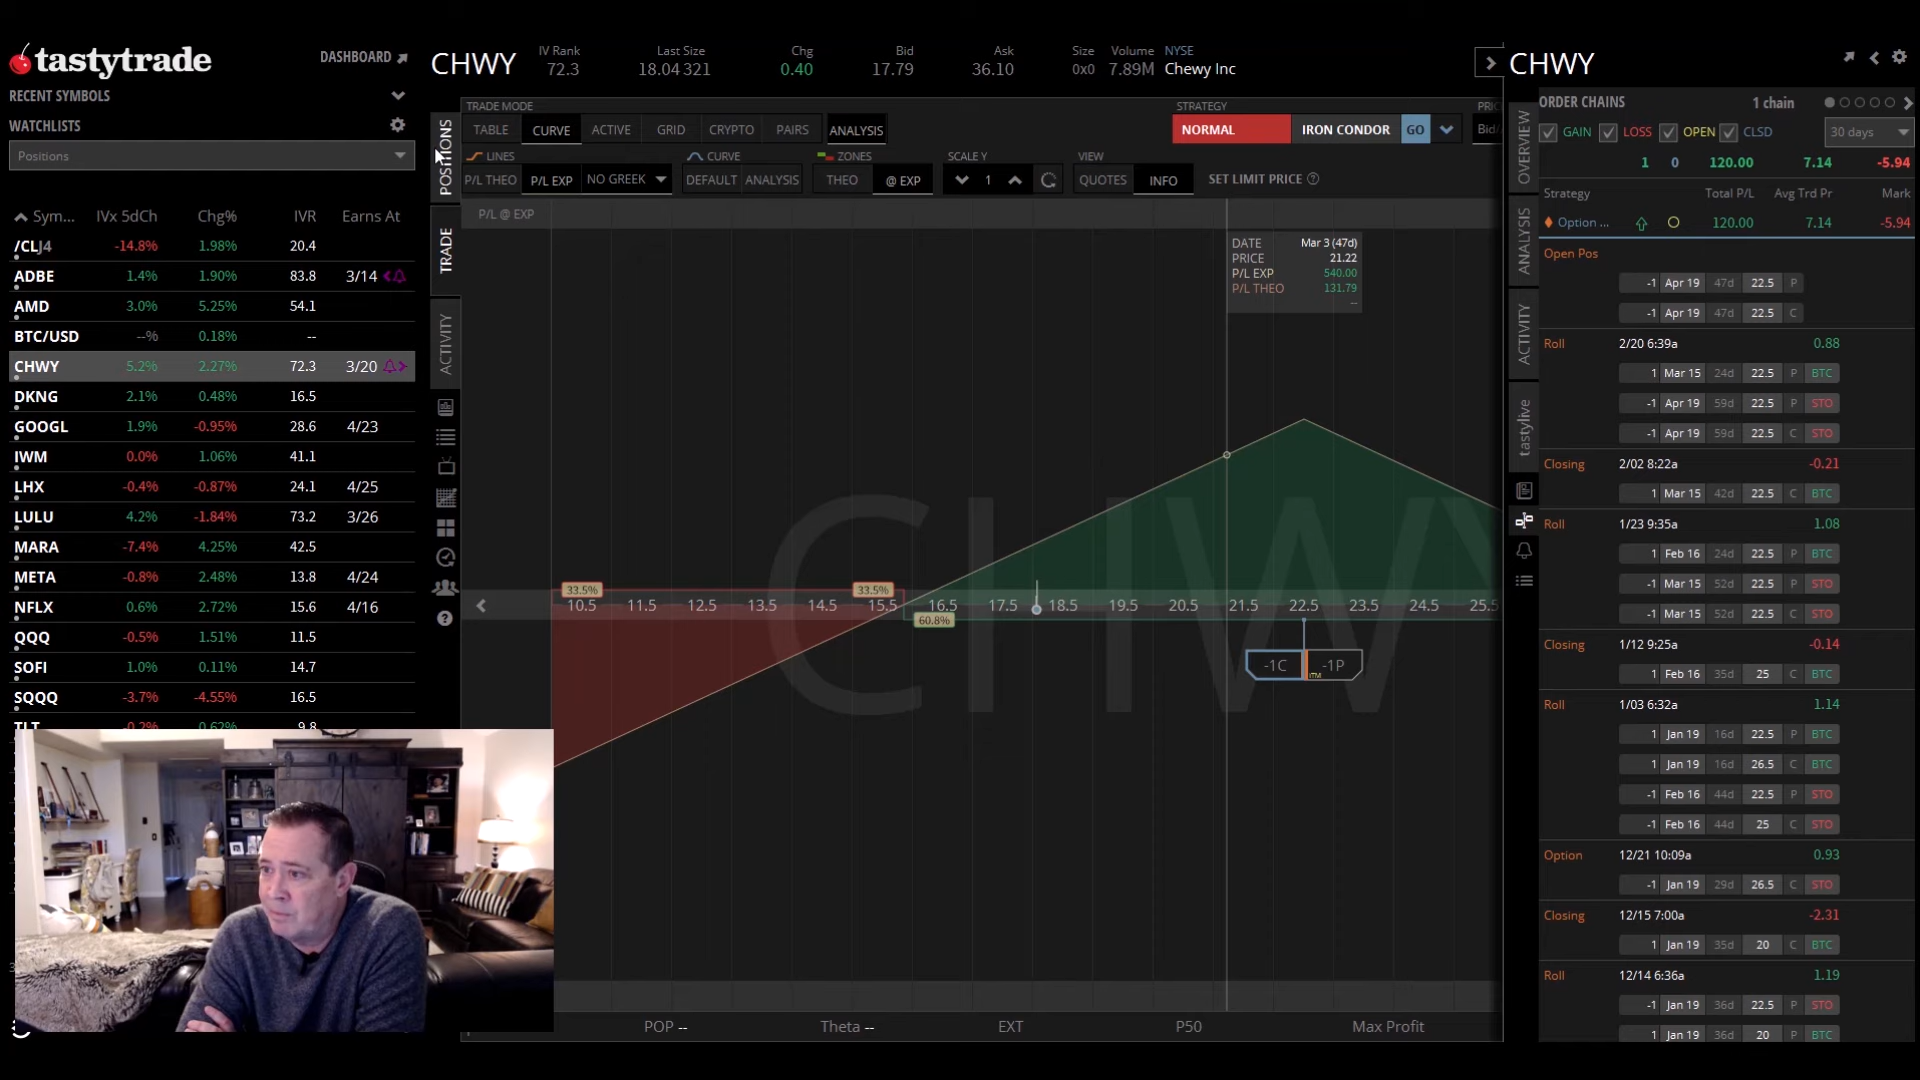 tastytrade
DASHBOARD
RECENT SYMBOLS
WATCHLISTS
Positions
Sym... IVx 5dCh Chg% IVR Earns At
/CLJ4 -14.8% 1.98% 20.4
ADBE 1.4% 1.90% 83.8 3/14
AMD 3.0% 5.25% 54.1
BTC/USD --% 0.18% --
CHWY 5.2% 2.27% 72.3 3/20
DKNG 2.1% 0.48% 16.5
GOOGL 1.9% -0.95% 28.6 4/23
IWM 0.0% 1.06% 41.1
LHX -0.4% -0.87% 24.1 4/25
LULU 4.2% -1.84% 73.2 3/26
MARA -7.4% 4.25% 42.5
META -0.8% 2.48% 13.8 4/24
NFLX 0.6% 2.72% 15.6 4/16
QQQ -0.5% 1.51% 11.5
SOFI 1.0% 0.11% 14.7
SQQQ -3.7% -4.55% 16.5
TLT -0.2% 0.62% 9.8
POSITIONS
TRADE
ACTIVITY
CHWY
IV Rank Last Size Chg Bid Ask Size Volume NYSE
72.3 18.04 321 0.40 17.79 36.10 0x0 7.89M Chewy Inc
TRADE MODE STRATEGY
TABLE CURVE ACTIVE GRID CRYPTO PAIRS ANALYSIS NORMAL IRON CONDOR GO Bid/
LINES CURVE ZONES SCALE Y VIEW
P/L THEO P/L EXP NO GREEK DEFAULT ANALYSIS THEO @ EXP 1 QUOTES INFO SET LIMIT PRICE
P/L @ EXP
DATE Mar 3 (47d)
PRICE 21.22
P/L EXP 540.00
P/L THEO 131.79
--
CHWY
33.5% 33.5%
10.5 11.5 12.5 13.5 14.5 15.5 16.5 17.5 18.5 19.5 20.5 21.5 22.5 23.5 24.5 25.5
60.8%
-1C -1P
ITM
POP -- Theta -- EXT P50 Max Profit
CHWY
OVERVIEW
ANALYSIS
ACTIVITY
tastylive
ORDER CHAINS 1 chain
GAIN LOSS OPEN CLSD 30 days
1 0 120.00 7.14 -5.94
Strategy Total P/L Avg Trd Pr Mark
Option ... 120.00 7.14 -5.94
Open Pos
-1 Apr 19 47d 22.5 P
-1 Apr 19 47d 22.5 C
Roll 2/20 6:39a 0.88
1 Mar 15 24d 22.5 P BTC
-1 Apr 19 59d 22.5 P STO
-1 Apr 19 59d 22.5 C STO
Closing 2/02 8:22a -0.21
1 Mar 15 42d 22.5 C BTC
Roll 1/23 9:35a 1.08
1 Feb 16 24d 22.5 P BTC
-1 Mar 15 52d 22.5 P STO
-1 Mar 15 52d 22.5 C STO
Closing 1/12 9:25a -0.14
1 Feb 16 35d 25 C BTC
Roll 1/03 6:32a 1.14
1 Jan 19 16d 22.5 P BTC
1 Jan 19 16d 26.5 C BTC
-1 Feb 16 44d 22.5 P STO
-1 Feb 16 44d 25 C STO
Option 12/21 10:09a 0.93
-1 Jan 19 29d 26.5 C STO
Closing 12/15 7:00a -2.31
1 Jan 19 35d 20 C BTC
Roll 12/14 6:36a 1.19
-1 Jan 19 36d 22.5 P STO
1 Jan 19 36d 20 P BTC